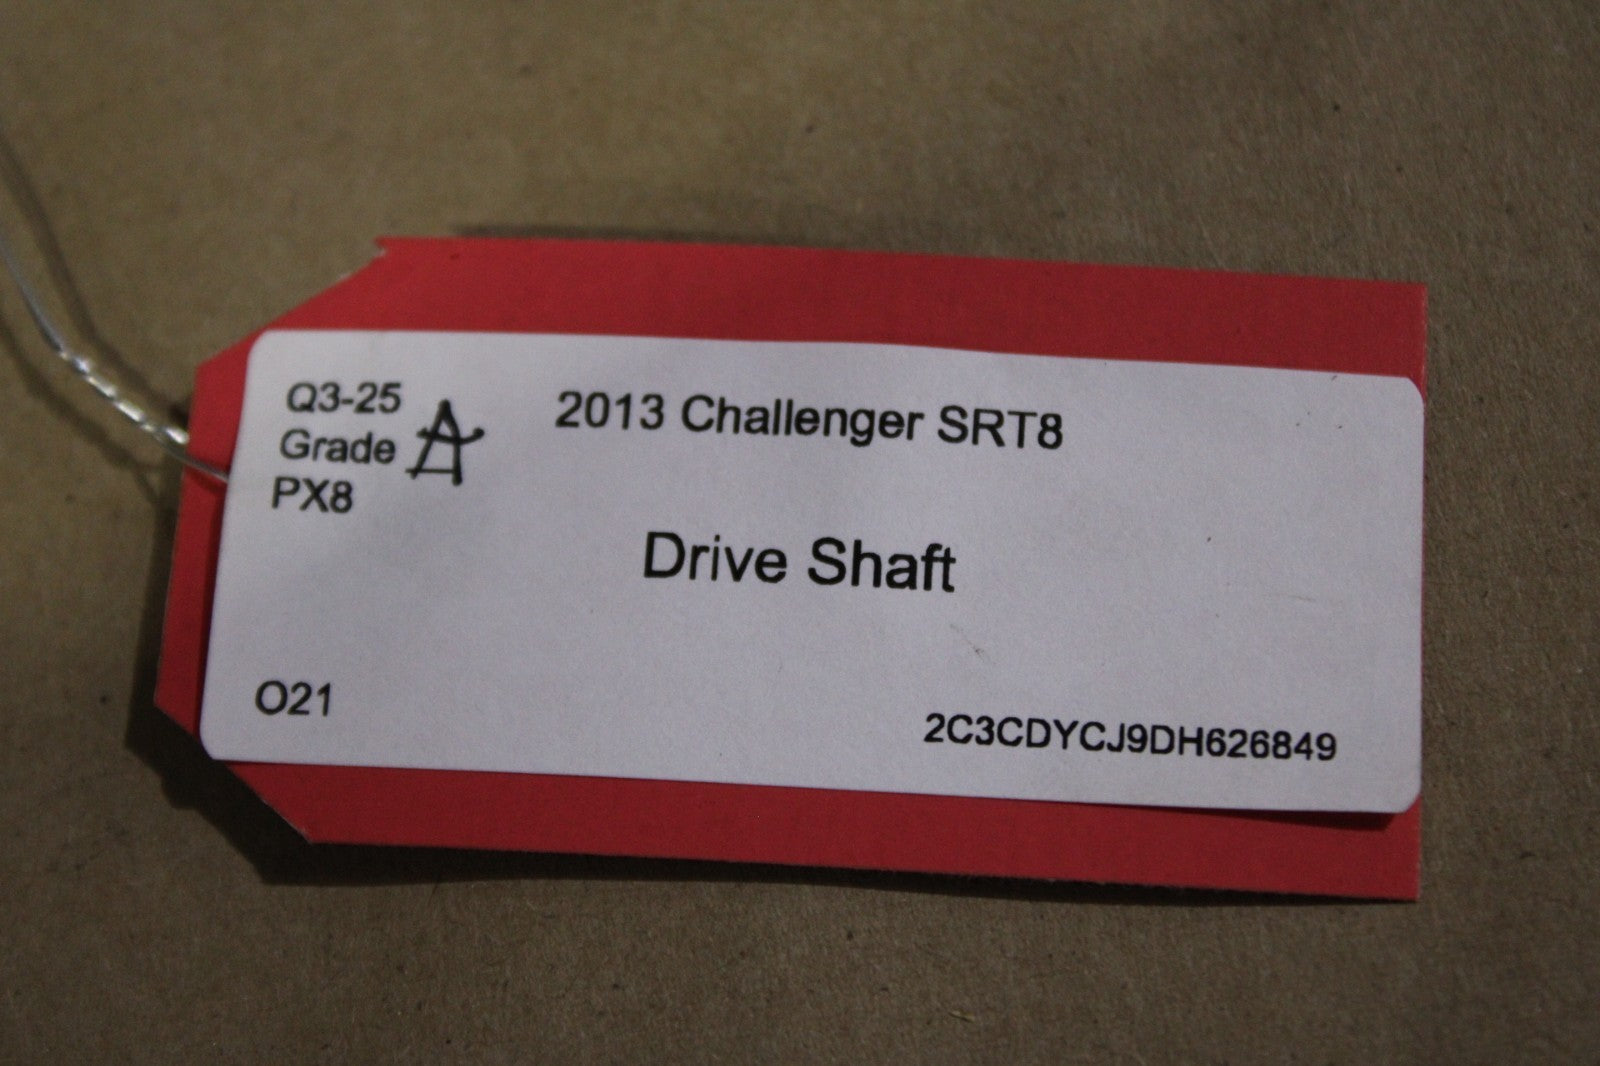 Q3-25
Grade A
PX8
2013 Challenger SRT8
Drive Shaft
O21
2C3CDYCJ9DH626849